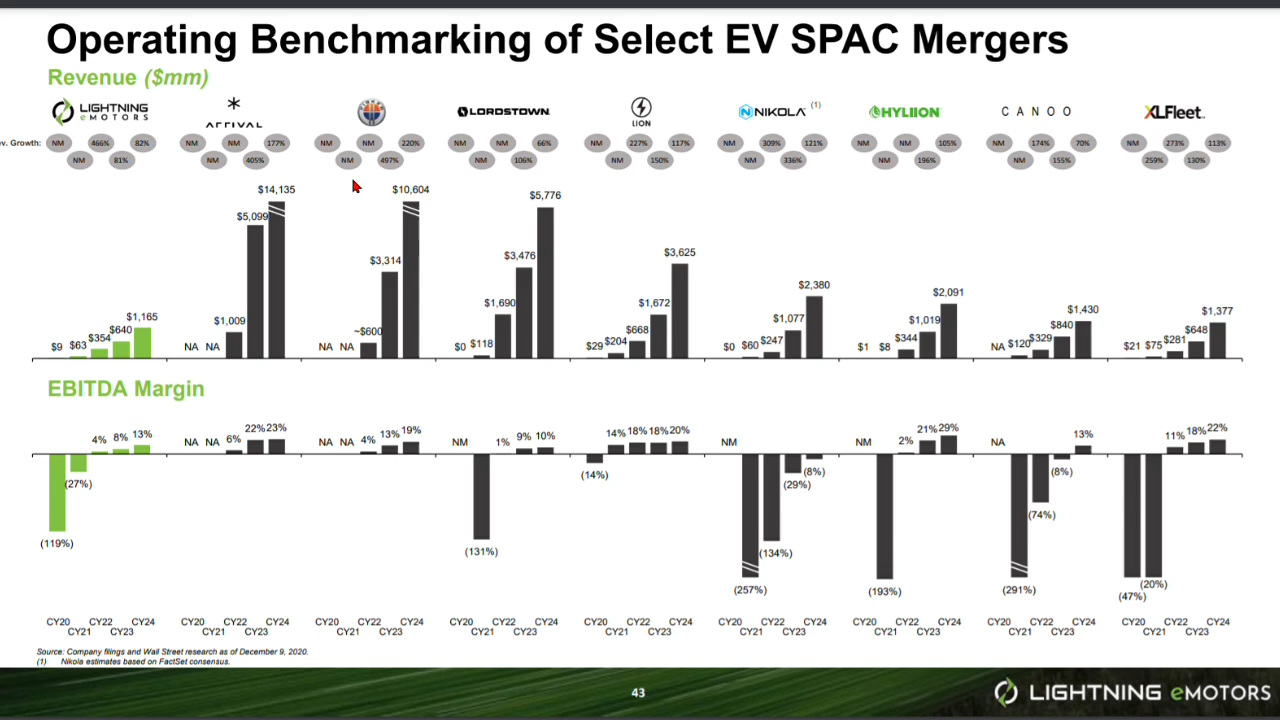 Operating Benchmarking of Select EV SPAC Mergers
Revenue ($mm)
LIGHTNING eMOTORS
ARRIVAL
LORDSTOWN
LION
NIKOLA (1)
HYLIION
CANOO
XLFleet
ev. Growth: NM 466% 82% NM NM 177% NM NM 220% NM NM 66% NM 227% 117% NM 309% 121% NM NM 105% NM 174% 70% NM 273% 113%
NM 81% NM 405% NM 497% NM 106% NM 150% NM 336% NM 196% NM 155% 259% 130%
$9 $63 $354 $640 $1,165
NA NA $1,009 $5,099 $14,135
NA NA ~$600 $3,314 $10,604
$0 $118 $1,690 $3,476 $5,776
$29 $204 $668 $1,672 $3,625
$0 $60 $247 $1,077 $2,380
$1 $8 $344 $1,019 $2,091
NA $120 $329 $840 $1,430
$21 $75 $281 $648 $1,377
EBITDA Margin
(119%) (27%) 4% 8% 13%
NA NA 6% 22% 23%
NA NA 4% 13% 19%
NM (131%) 1% 9% 10%
(14%) 14% 18% 18% 20%
NM (257%) (134%) (29%) (8%)
NM (193%) 2% 21% 29%
NA (291%) (74%) (8%) 13%
(47%) (20%) 11% 18% 22%
CY20 CY22 CY24 CY20 CY22 CY24 CY20 CY22 CY24 CY20 CY22 CY24 CY20 CY22 CY24 CY20 CY22 CY24 CY20 CY22 CY24 CY20 CY22 CY24 CY20 CY22 CY24
CY21 CY23 CY21 CY23 CY21 CY23 CY21 CY23 CY21 CY23 CY21 CY23 CY21 CY23 CY21 CY23 CY21 CY23
Source: Company filings and Wall Street research as of December 9, 2020.
(1) Nikola estimates based on FactSet consensus.
43
LIGHTNING eMOTORS